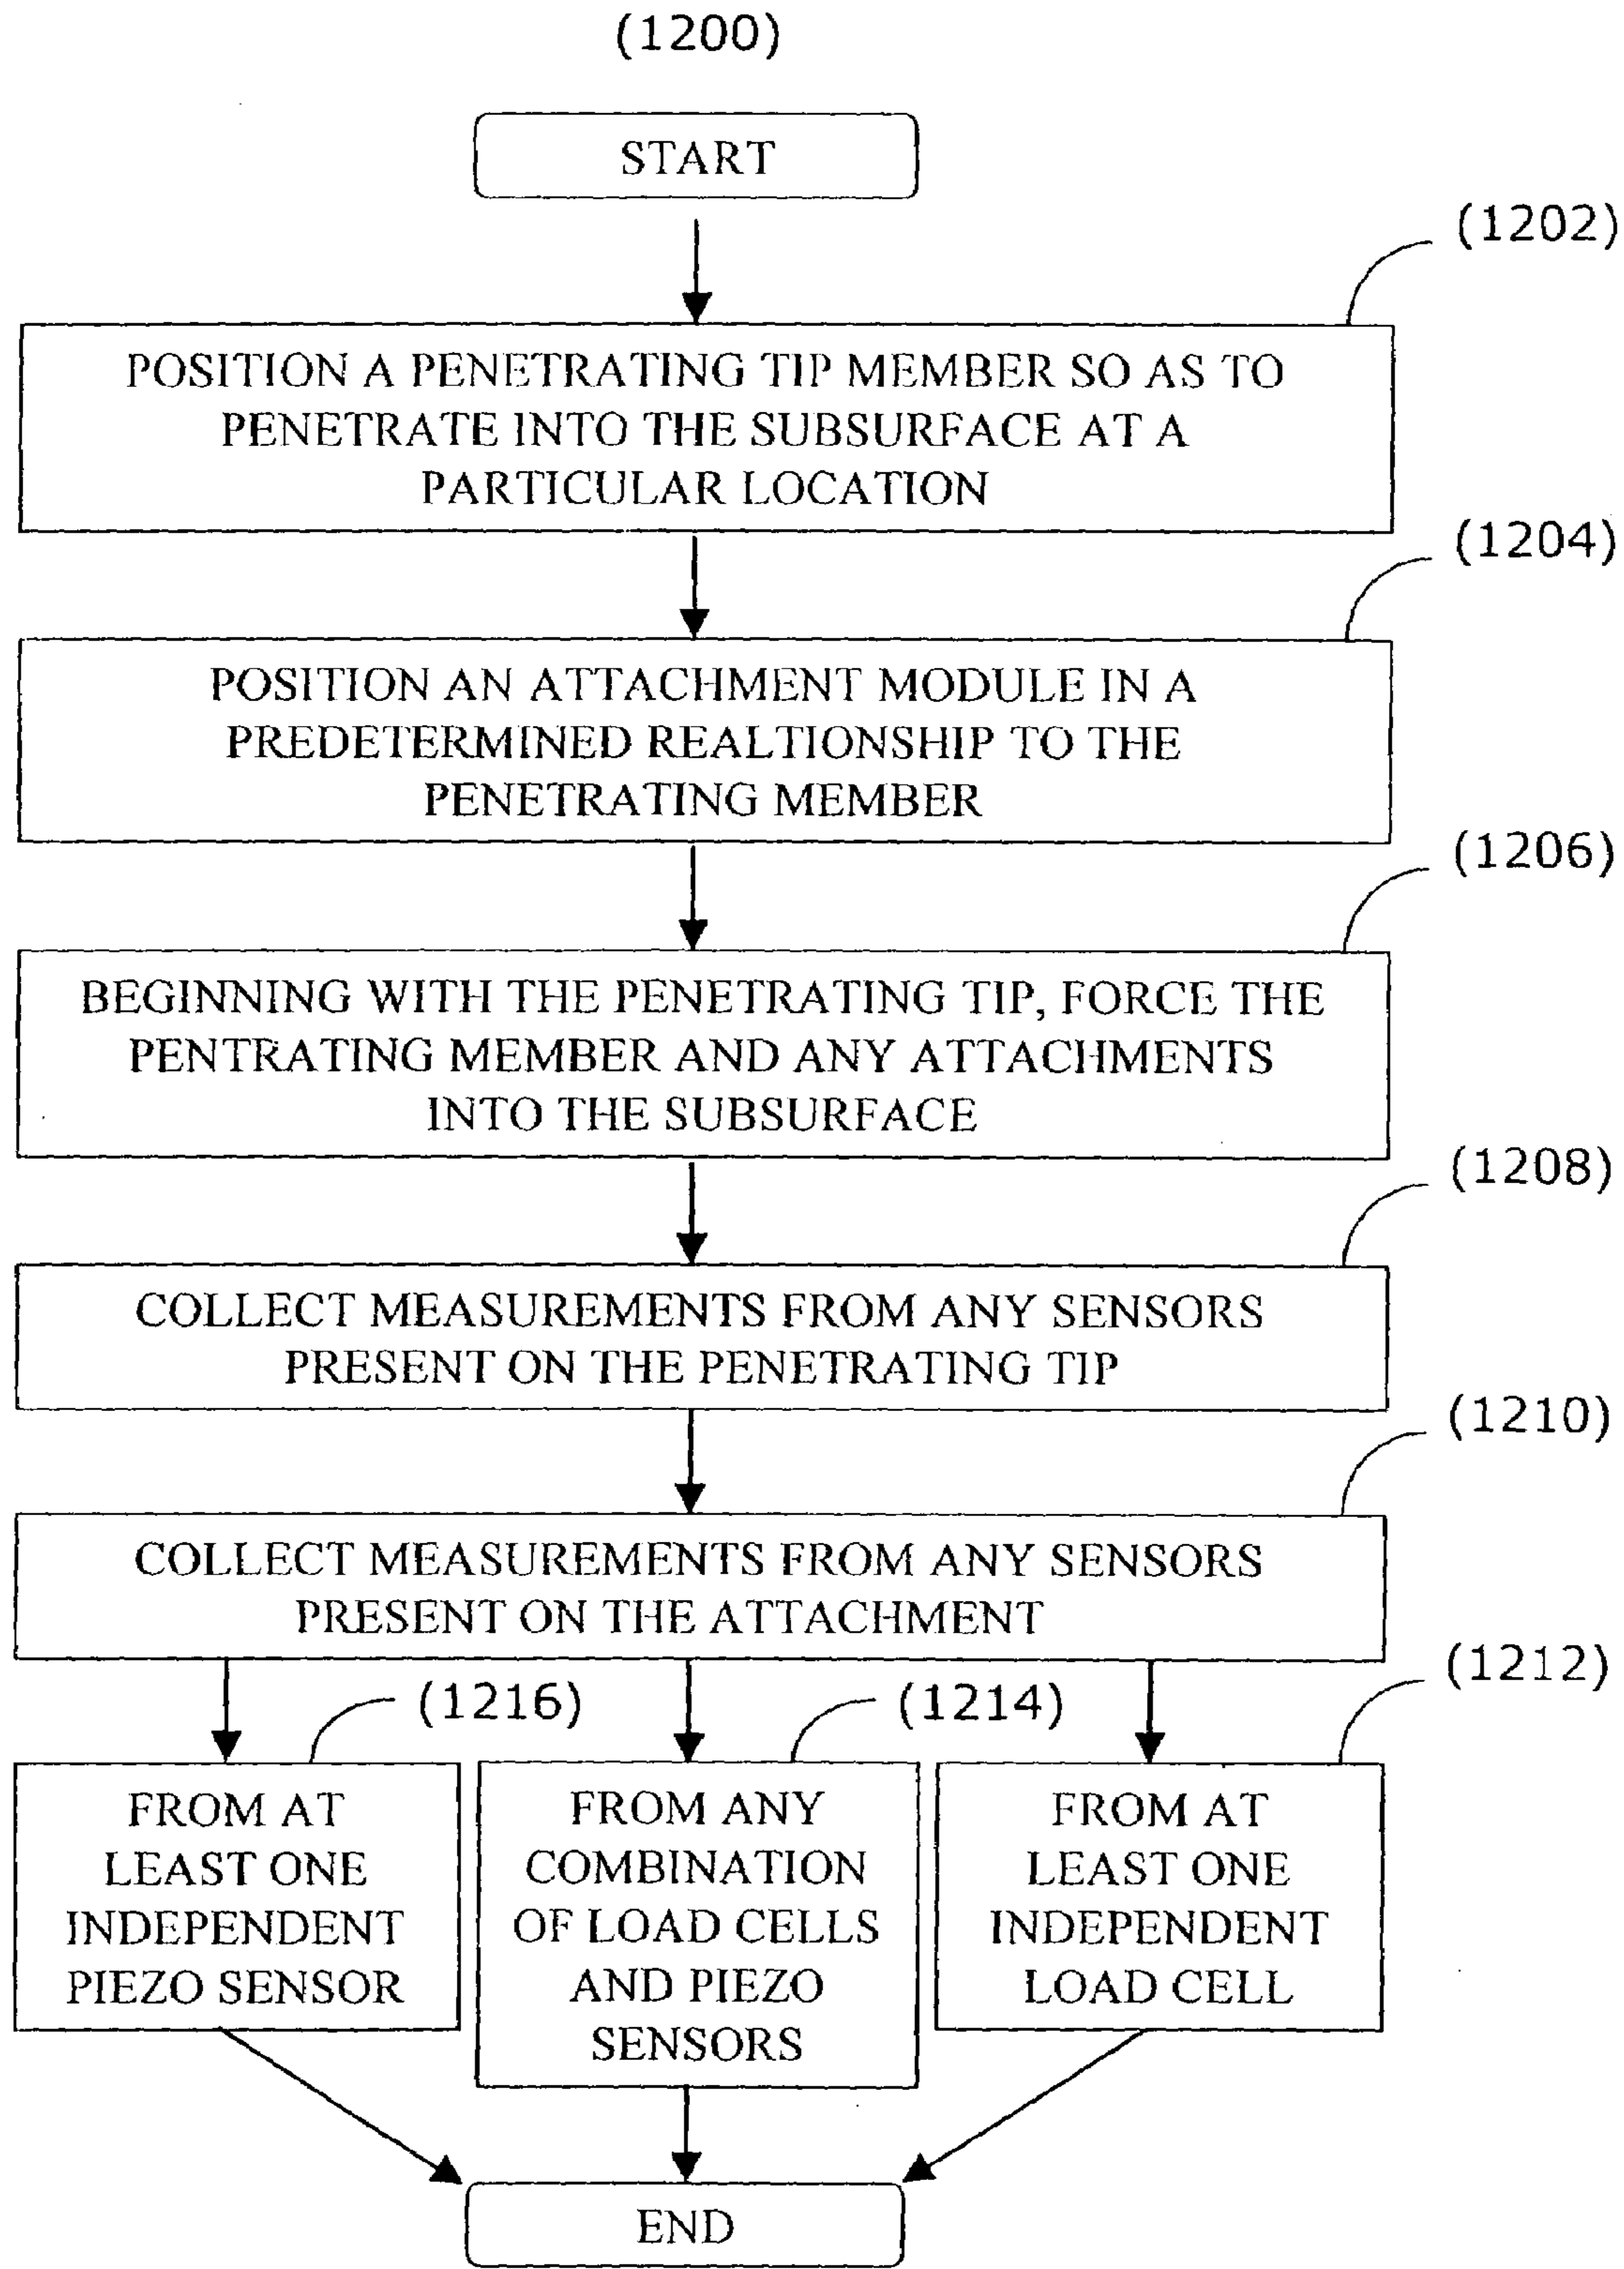 (1200)
START
(1202)
POSITION A PENETRATING TIP MEMBER SO AS TO
PENETRATE INTO THE SUBSURFACE AT A
PARTICULAR LOCATION
(1204)
POSITION AN ATTACHMENT MODULE IN A
PREDETERMINED REALTIONSHIP TO THE
PENETRATING MEMBER
(1206)
BEGINNING WITH THE PENETRATING TIP, FORCE THE
PENTRATING MEMBER AND ANY ATTACHMENTS
INTO THE SUBSURFACE
(1208)
COLLECT MEASUREMENTS FROM ANY SENSORS
PRESENT ON THE PENETRATING TIP
(1210)
COLLECT MEASUREMENTS FROM ANY SENSORS
PRESENT ON THE ATTACHMENT
(1216)
FROM AT
LEAST ONE
INDEPENDENT
PIEZO SENSOR
(1214)
FROM ANY
COMBINATION
OF LOAD CELLS
AND PIEZO
SENSORS
(1212)
FROM AT
LEAST ONE
INDEPENDENT
LOAD CELL
END